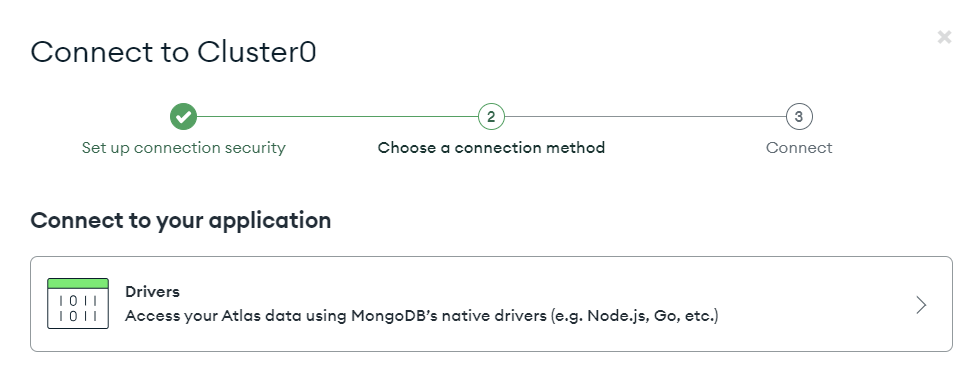 Connect to Cluster0
2
3
Set up connection security
Choose a connection method
Connect
Connect to your application
1011
1011
Drivers
Access your Atlas data using MongoDB's native drivers (e.g. Node.js, Go, etc.)